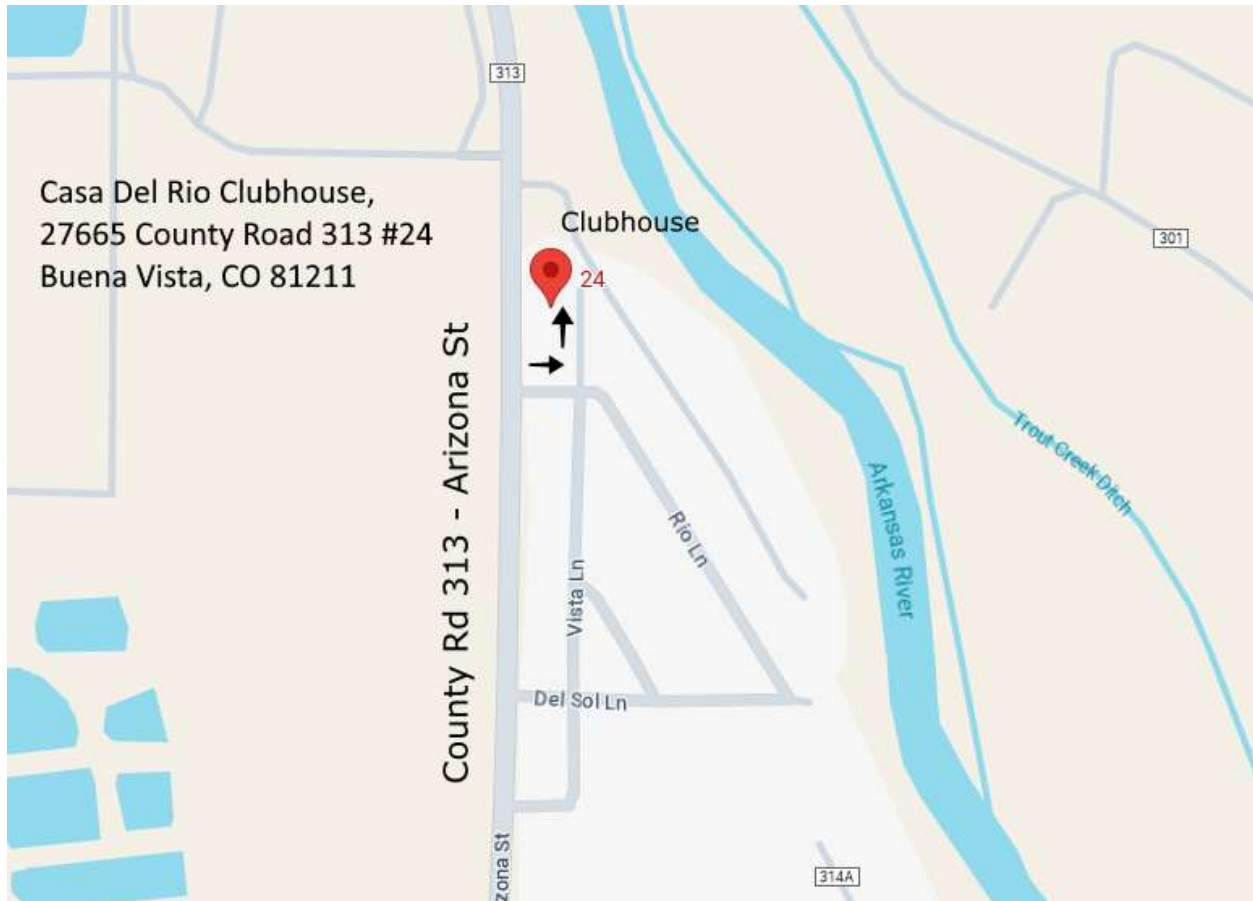 313
Casa Del Rio Clubhouse,
27665 County Road 313 #24
Buena Vista, CO 81211
Clubhouse
24
301
County Rd 313 - Arizona St
Trout Creek Ditch
Arkansas River
Rio Ln
Vista Ln
Del Sol Ln
zona St
314A